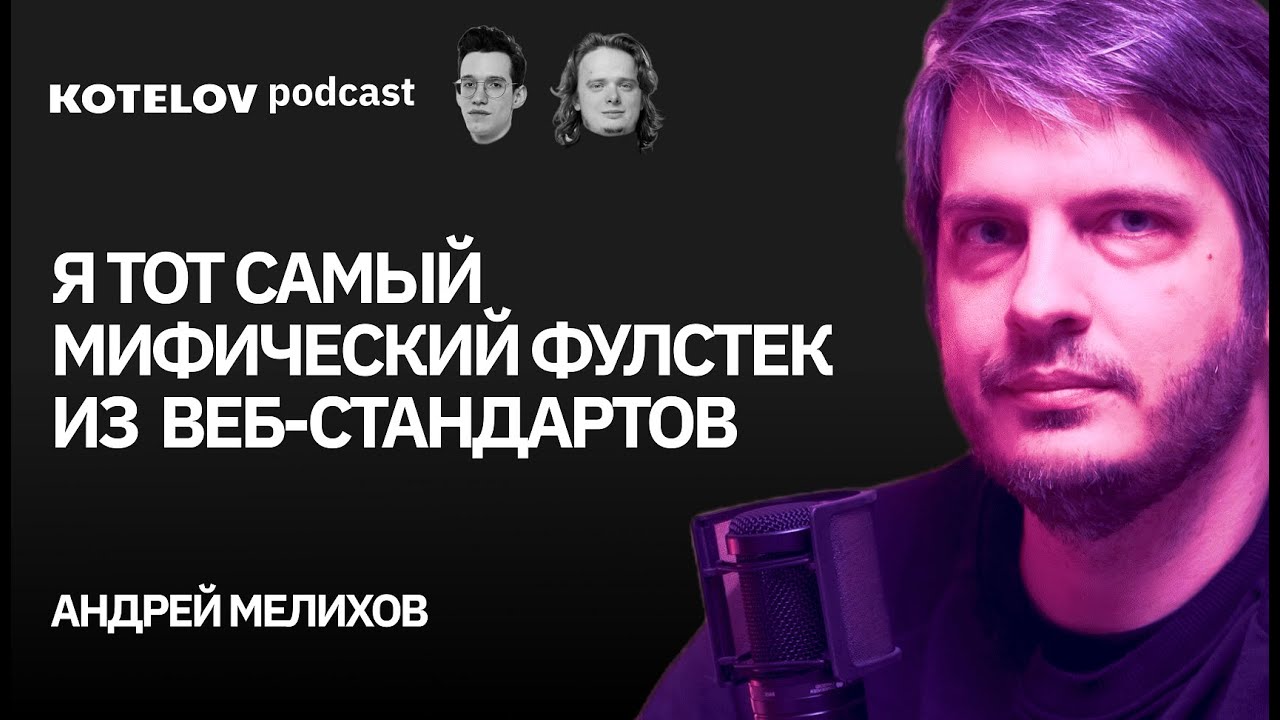 KOTELOV podcast
Я ТОТ САМЫЙ
МИФИЧЕСКИЙ ФУЛСТЕК
ИЗ ВЕБ-СТАНДАРТОВ
АНДРЕЙ МЕЛИХОВ